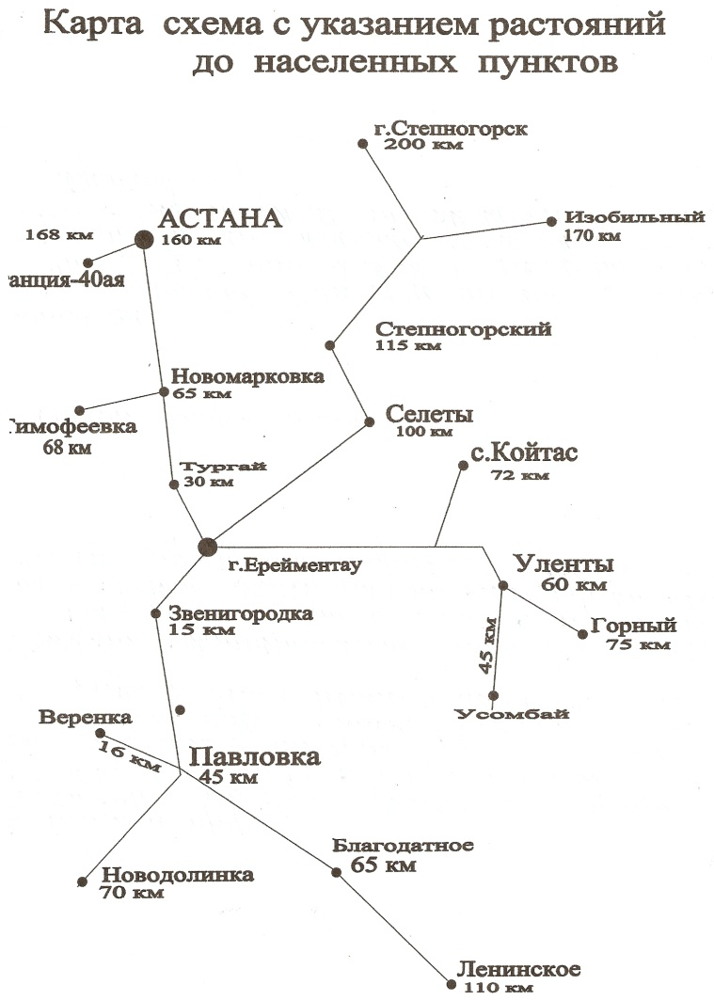 Карта схема с указанием растояний
до населенных пунктов
г.Степногорск
200 км
Изобильный
170 км
АСТАНА
160 км
168 км
анция-40ая
Степногорский
115 км
Новомарковка
65 км
Селеты
100 км
имофеевка
68 км
с.Койтас
72 км
Тургай
30 км
г.Ерейментау
Уленты
60 км
Звенигородка
15 км
Горный
75 км
45 км
Усомбай
Веренка
16 км
Павловка
45 км
Благодатное
65 км
Новодолинка
70 км
Ленинское
110 км